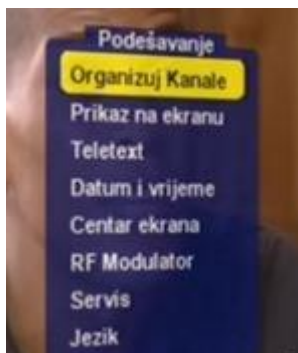 Podešavanje
Organizuj Kanale
Prikaz na ekranu
Teletext
Datum i vrijeme
Centar ekrana
RF Modulator
Servis
Jezik